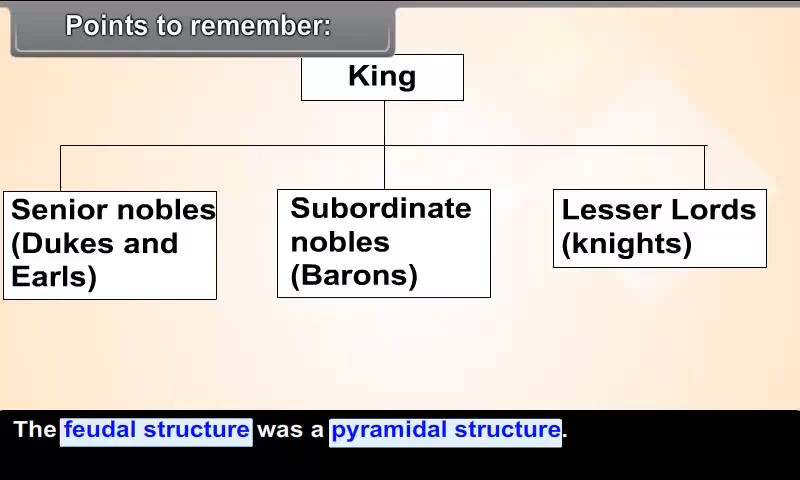 Points to remember:
King
Senior nobles
(Dukes and
Earls)
Subordinate
nobles
(Barons)
Lesser Lords
(knights)
The feudal structure was a pyramidal structure.